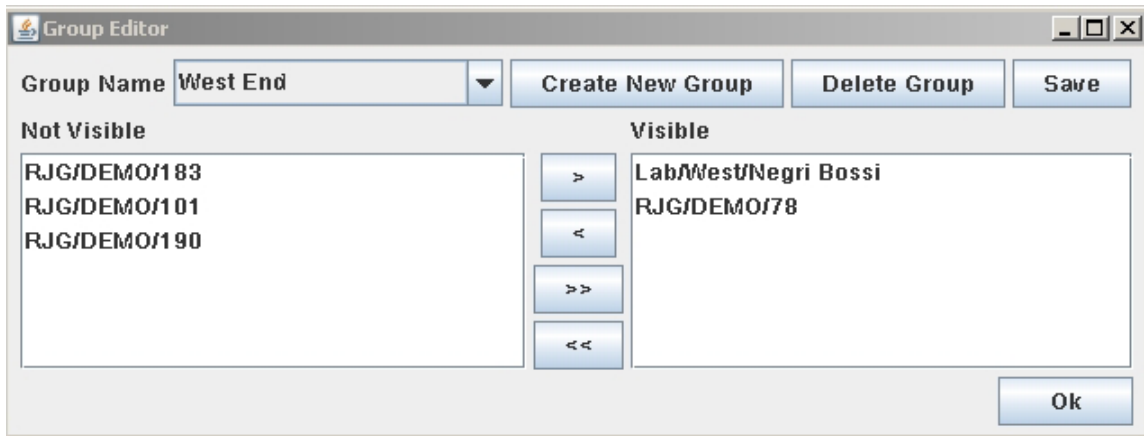 Group Editor
Group Name West End Create New Group Delete Group Save
Not Visible Visible
RJG/DEMO/183 > Lab/West/Negri Bossi
RJG/DEMO/101 RJG/DEMO/78
<
RJG/DEMO/190
>>
<<
Ok